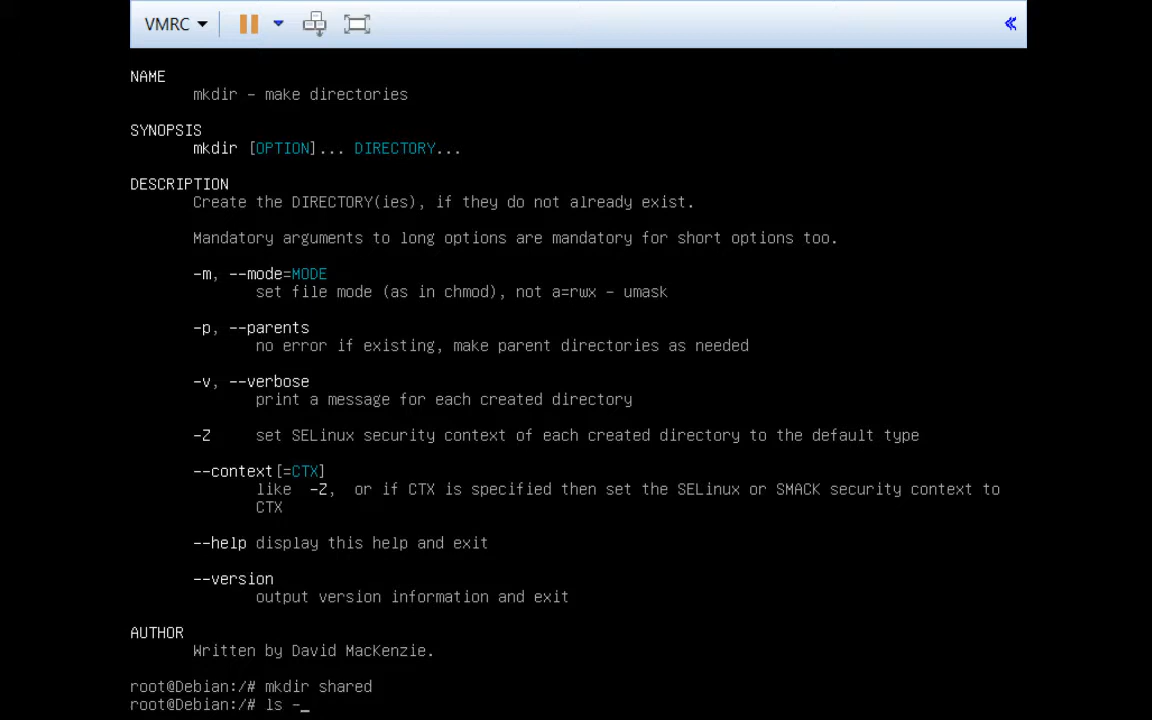 VMRC
NAME
mkdir - make directories
SYNOPSIS
mkdir [OPTION]... DIRECTORY...
DESCRIPTION
Create the DIRECTORY(ies), if they do not already exist.
Mandatory arguments to long options are mandatory for short options too.
-m, --mode=MODE
set file mode (as in chmod), not a=rwx - umask
-p, --parents
no error if existing, make parent directories as needed
-v, --verbose
print a message for each created directory
-Z set SELinux security context of each created directory to the default type
--context[=CTX]
like -Z, or if CTX is specified then set the SELinux or SMACK security context to
CTX
--help display this help and exit
--version
output version information and exit
AUTHOR
Written by David MacKenzie.
root@Debian:/# mkdir shared
root@Debian:/# ls -_